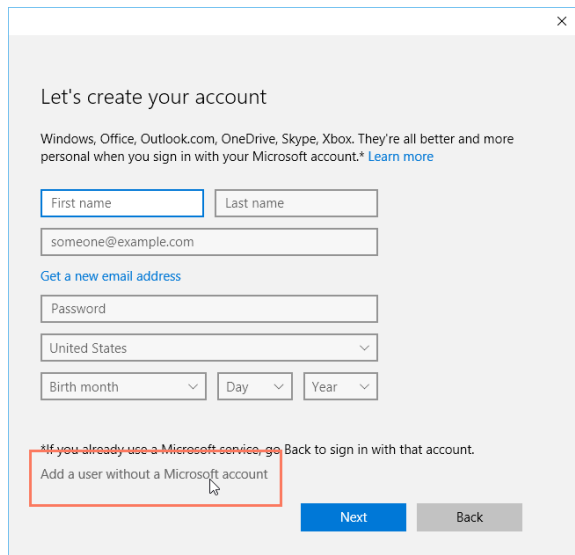 Let's create your account
Windows, Office, Outlook.com, OneDrive, Skype, Xbox. They're all better and more
personal when you sign in with your Microsoft account.* Learn more
First name Last name
someone@example.com
Get a new email address
Password
United States
Birth month Day Year
*If you already use a Microsoft service, go Back to sign in with that account.
Add a user without a Microsoft account
Next Back